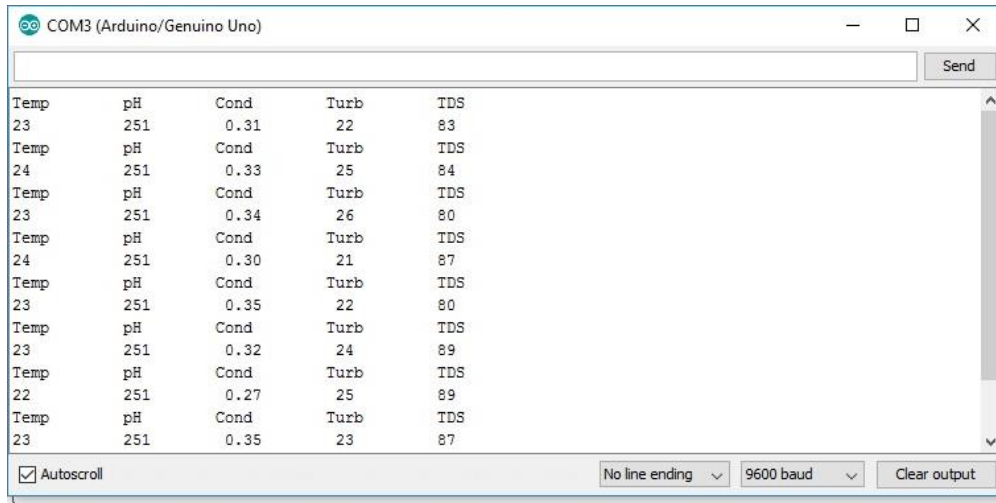 COM3 (Arduino/Genuino Uno)
Send
Temp pH Cond Turb TDS
23 251 0.31 22 83
Temp pH Cond Turb TDS
24 251 0.33 25 84
Temp pH Cond Turb TDS
23 251 0.34 26 80
Temp pH Cond Turb TDS
24 251 0.30 21 87
Temp pH Cond Turb TDS
23 251 0.35 22 80
Temp pH Cond Turb TDS
23 251 0.32 24 89
Temp pH Cond Turb TDS
22 251 0.27 25 89
Temp pH Cond Turb TDS
23 251 0.35 23 87
Autoscroll No line ending 9600 baud Clear output